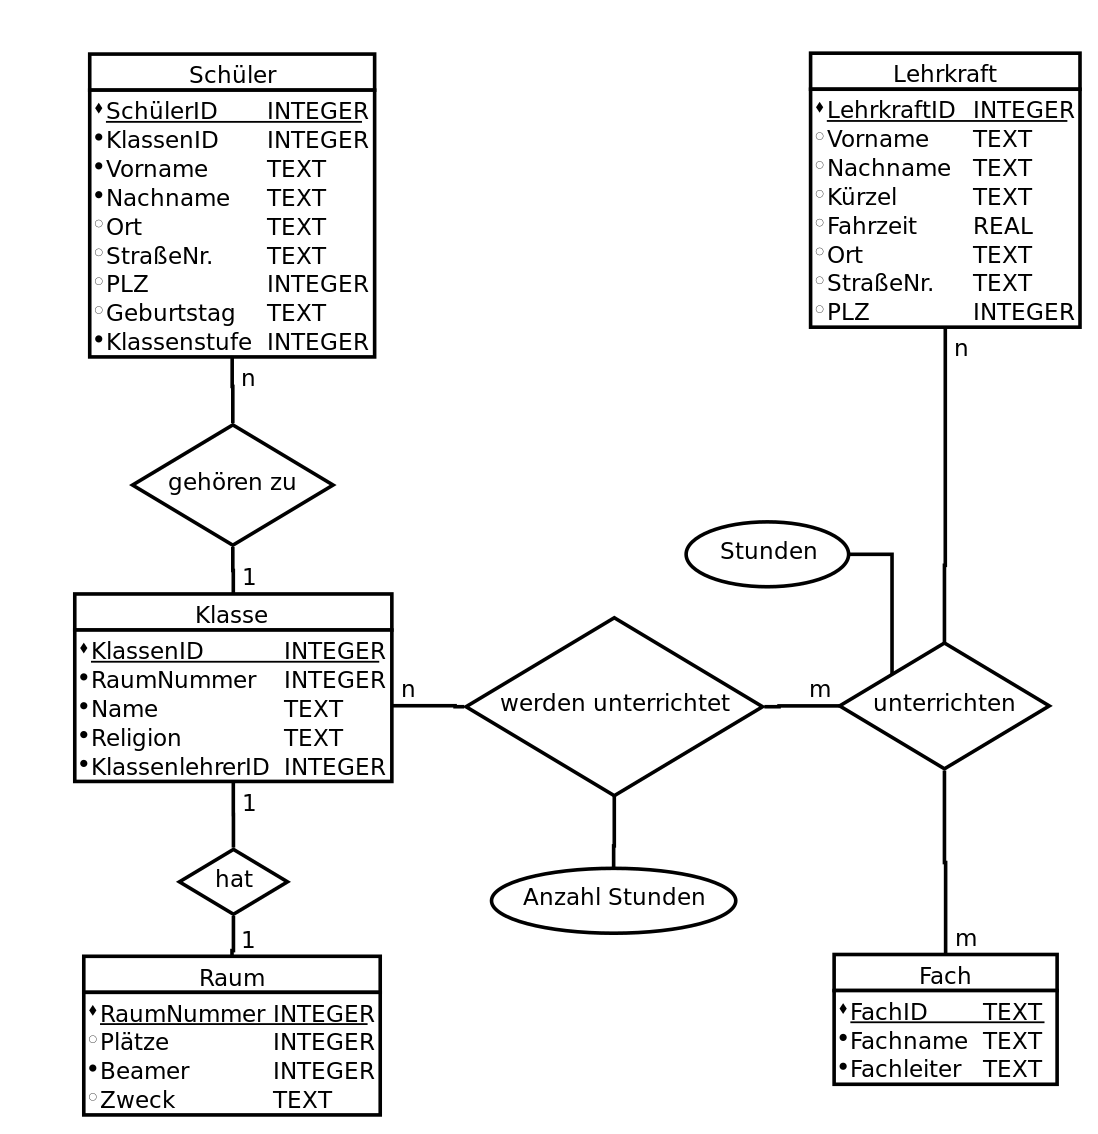 Schüler
SchülerID INTEGER
KlassenID INTEGER
Vorname TEXT
Nachname TEXT
Ort TEXT
StraßeNr. TEXT
PLZ INTEGER
Geburtstag TEXT
Klassenstufe INTEGER
Lehrkraft
LehrkraftID INTEGER
Vorname TEXT
Nachname TEXT
Kürzel TEXT
Fahrzeit REAL
Ort TEXT
StraßeNr. TEXT
PLZ INTEGER
n
gehören zu
1
n
Stunden
Klasse
KlassenID INTEGER
RaumNummer INTEGER
Name TEXT
Religion TEXT
KlassenlehrerID INTEGER
n
werden unterrichtet
m
unterrichten
1
hat
1
Anzahl Stunden
m
Raum
RaumNummer INTEGER
Plätze INTEGER
Beamer INTEGER
Zweck TEXT
Fach
FachID TEXT
Fachname TEXT
Fachleiter TEXT